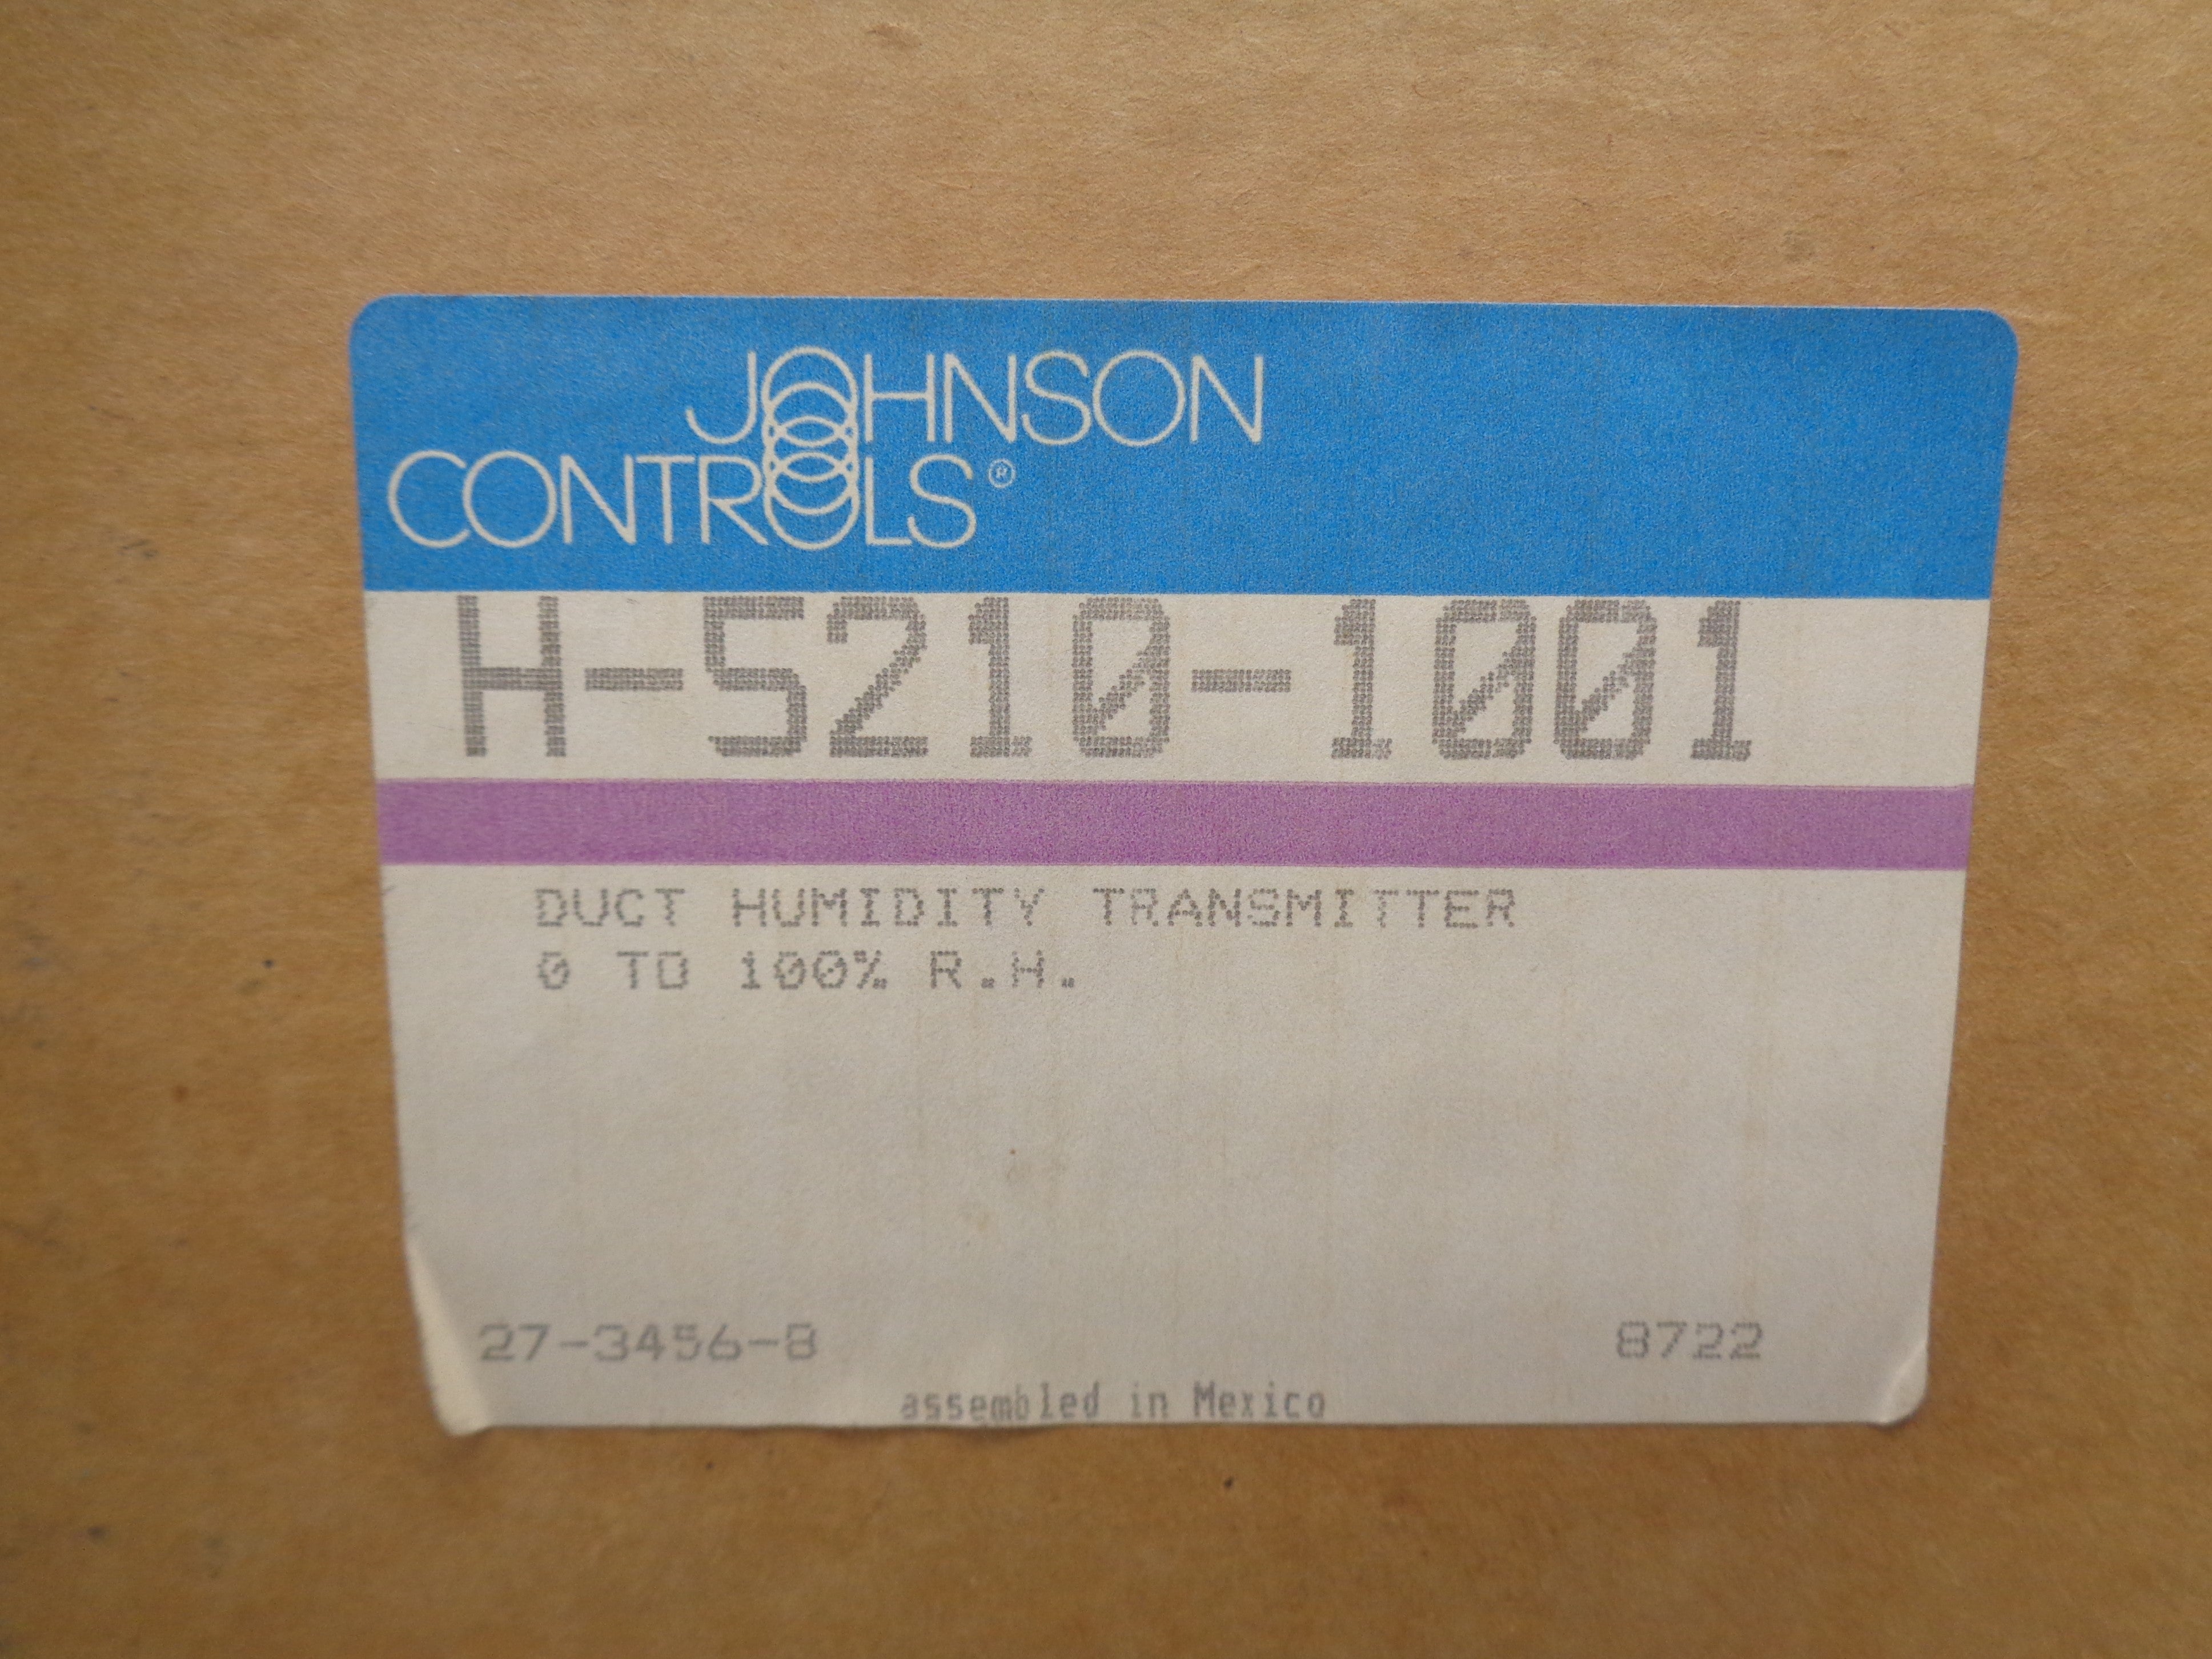 JOHNSON
CONTROLS®
H-5210-1001
DUCT HUMIDITY TRANSMITTER
0 TO 100% R.H.
27-3456-8 8722
assembled in Mexico